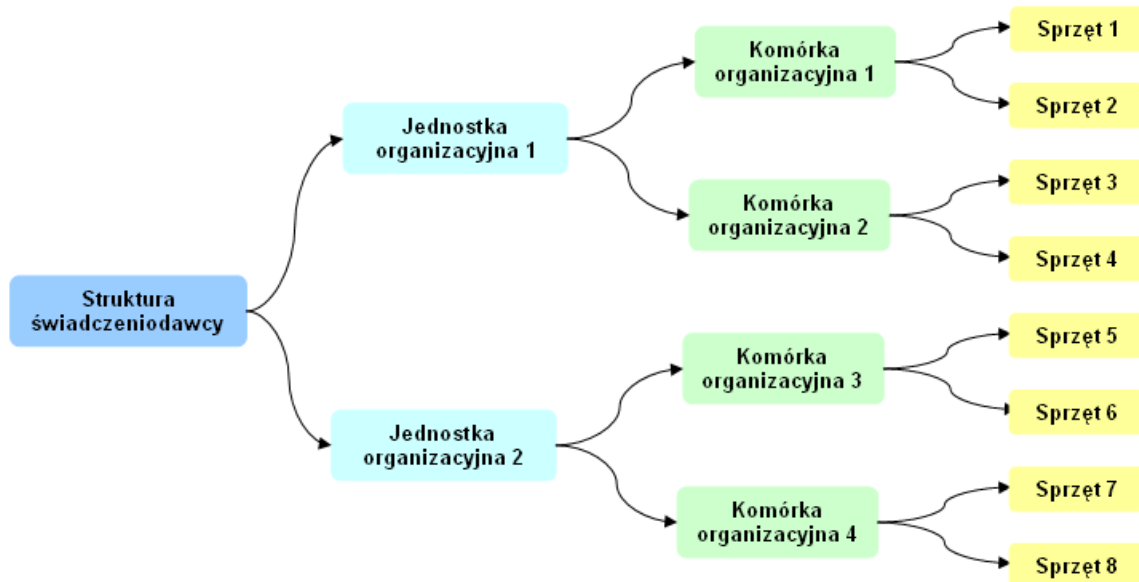 Struktura
świadczeniodawcy
Jednostka
organizacyjna 1
Komórka
organizacyjna 1
Sprzęt 1
Sprzęt 2
Komórka
organizacyjna 2
Sprzęt 3
Sprzęt 4
Jednostka
organizacyjna 2
Komórka
organizacyjna 3
Sprzęt 5
Sprzęt 6
Komórka
organizacyjna 4
Sprzęt 7
Sprzęt 8